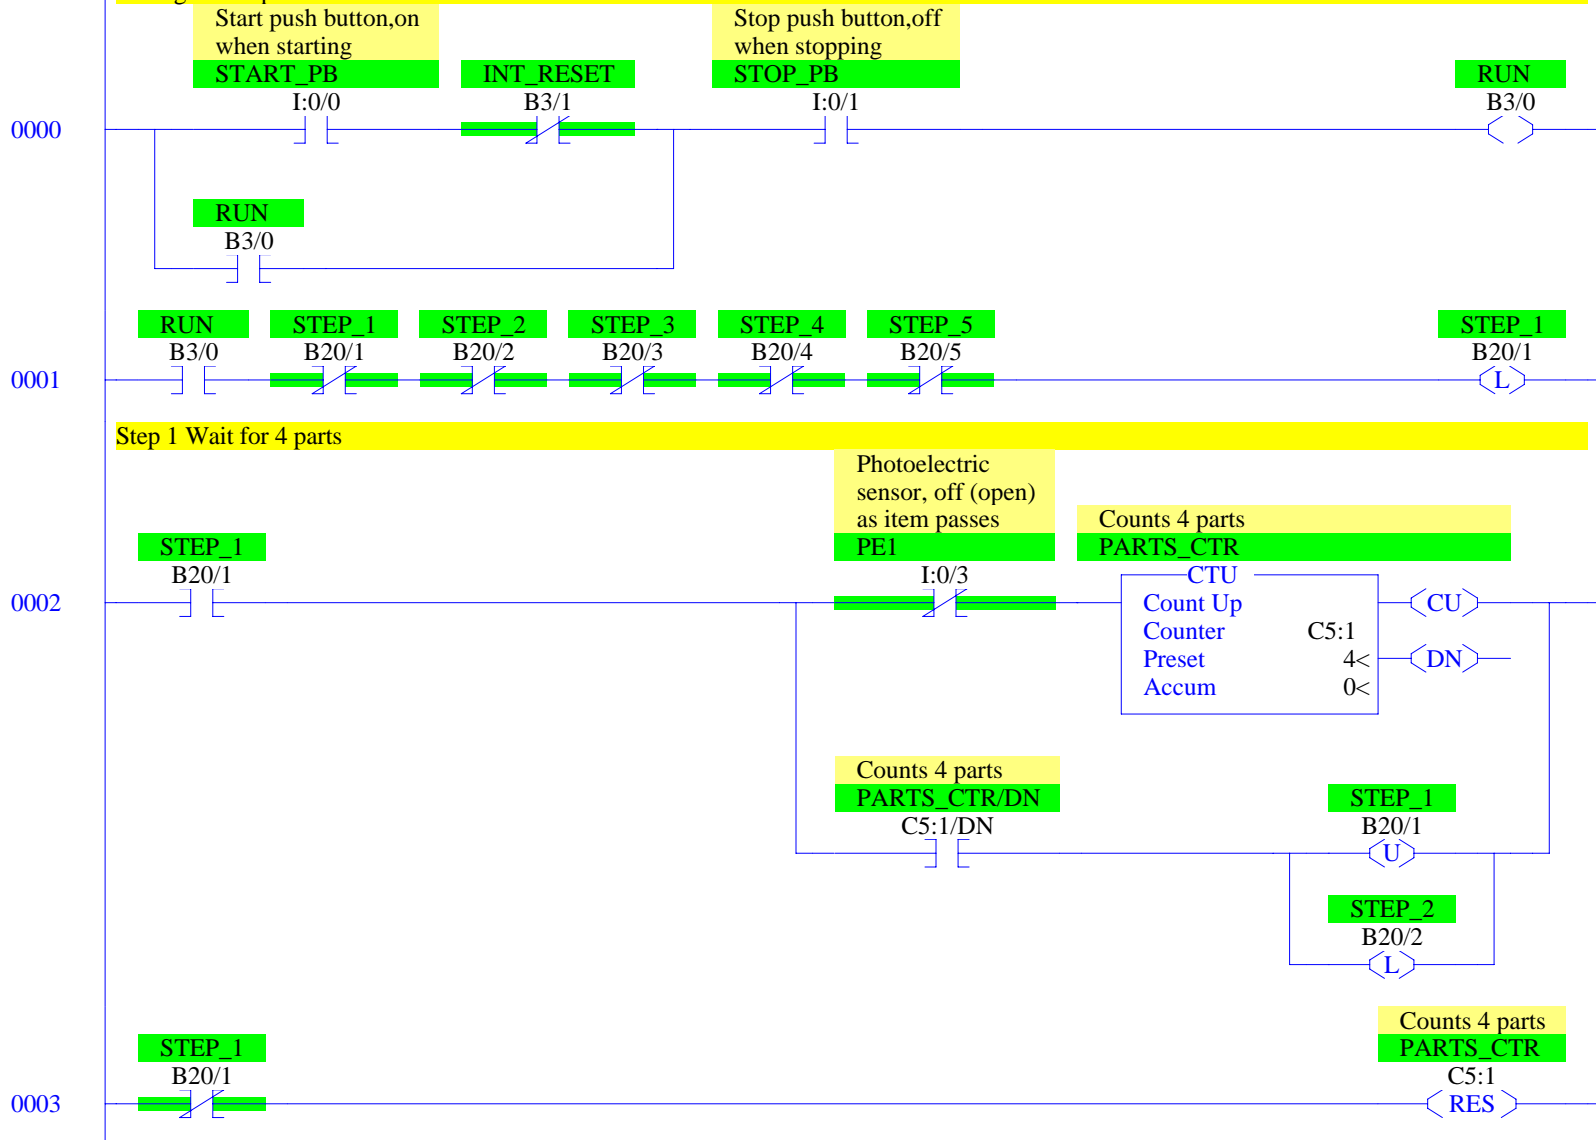 Start push button,on
when starting
START_PB
I:0/0
INT_RESET
B3/1
Stop push button,off
when stopping
STOP_PB
I:0/1
RUN
B3/0
0000
RUN
B3/0
RUN
B3/0
STEP_1
B20/1
STEP_2
B20/2
STEP_3
B20/3
STEP_4
B20/4
STEP_5
B20/5
STEP_1
B20/1
0001
L
Step 1 Wait for 4 parts
Photoelectric
sensor, off (open)
as item passes
PE1
I:0/3
Counts 4 parts
PARTS_CTR
STEP_1
B20/1
0002
CTU
Count Up
Counter C5:1
Preset 4<
Accum 0<
CU
DN
Counts 4 parts
PARTS_CTR/DN
C5:1/DN
STEP_1
B20/1
U
STEP_2
B20/2
L
STEP_1
B20/1
0003
Counts 4 parts
PARTS_CTR
C5:1
RES